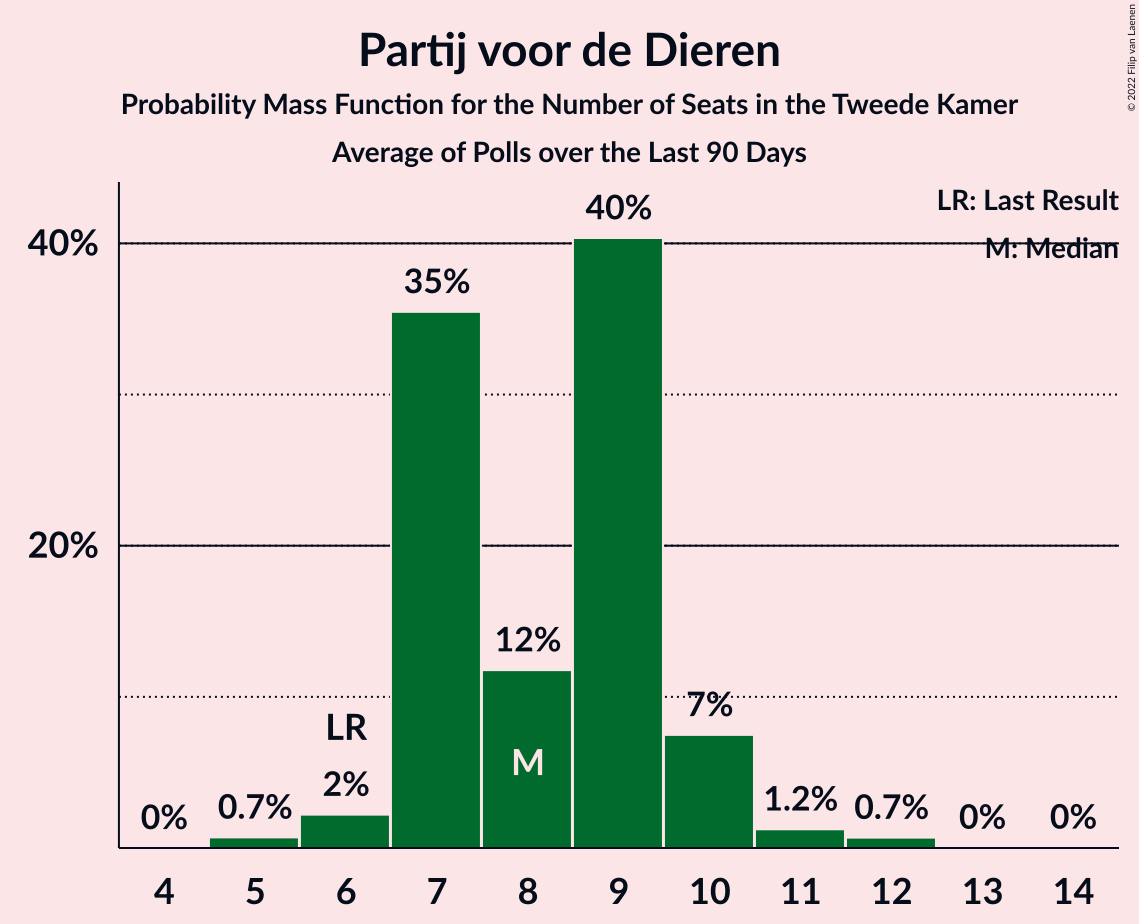 Partij voor de Dieren
Probability Mass Function for the Number of Seats in the Tweede Kamer
Average of Polls over the Last 90 Days
© 2022 Filip van Laenen
LR: Last Result
M: Median
40%
20%
0%
0.7%
LR
2%
35%
12%
M
40%
7%
1.2%
0.7%
0%
0%
4 5 6 7 8 9 10 11 12 13 14